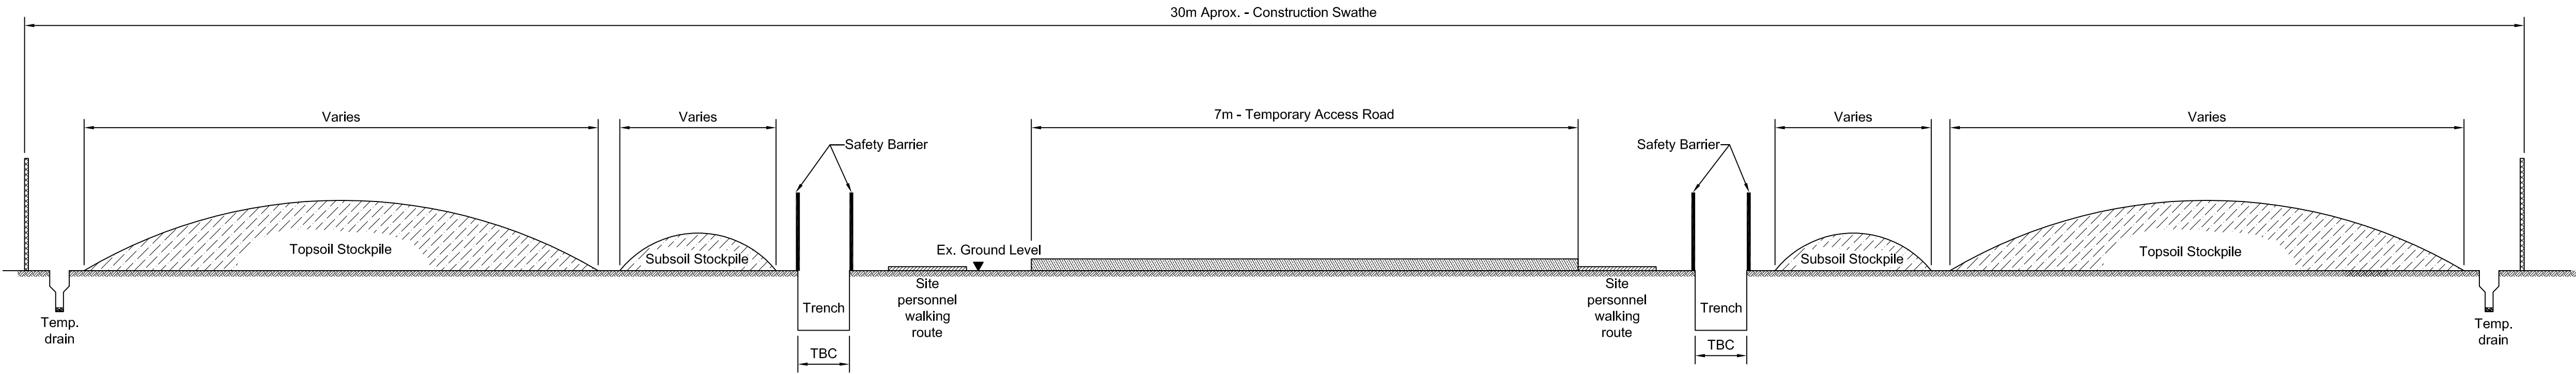 30m Aprox. - Construction Swathe
Varies
Varies
7m - Temporary Access Road
Varies
Varies
Safety Barrier
Safety Barrier
Topsoil Stockpile
Subsoil Stockpile
Ex. Ground Level
Subsoil Stockpile
Topsoil Stockpile
Temp.
drain
Trench
TBC
Site
personnel
walking
route
Site
personnel
walking
route
Trench
TBC
Temp.
drain